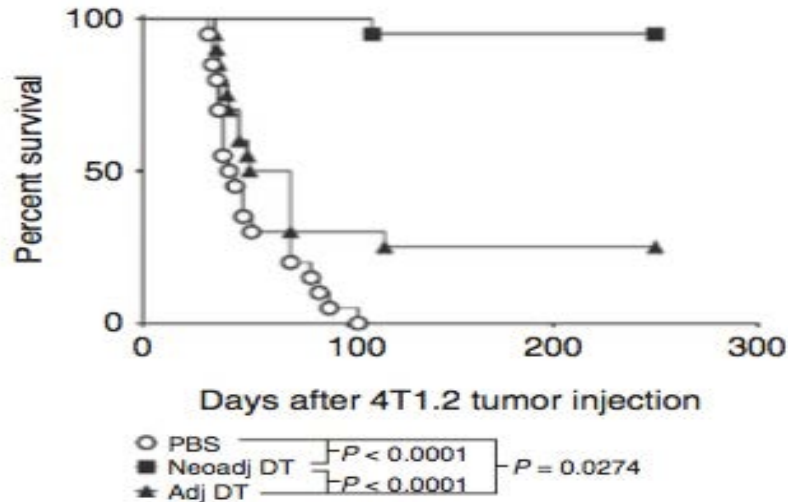 100
50
0
Percent survival
0 100 200 300
Days after 4T1.2 tumor injection
PBS
Neoadj DT
Adj DT
P < 0.0001
P < 0.0001
P = 0.0274